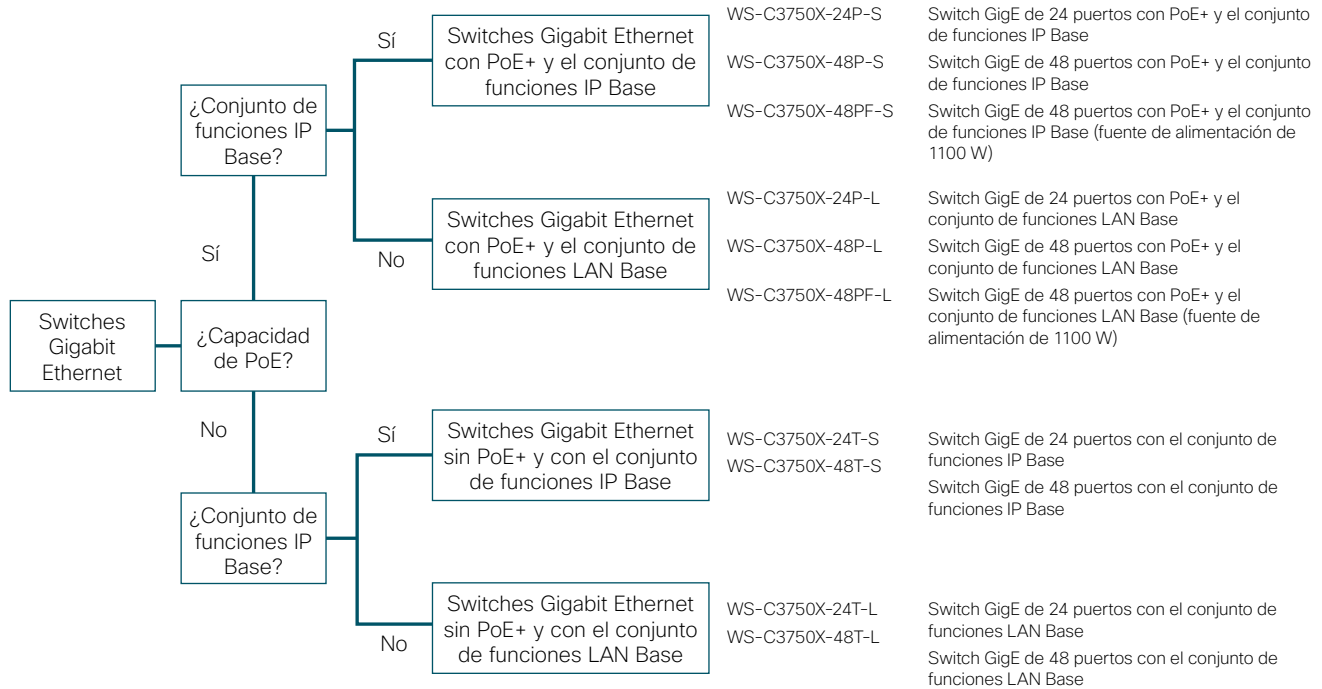 Switches
Gigabit
Ethernet
¿Capacidad
de PoE?
Sí
¿Conjunto de
funciones IP
Base?
Sí
Switches Gigabit Ethernet
con PoE+ y el conjunto de
funciones IP Base
WS-C3750X-24P-S
Switch GigE de 24 puertos con PoE+ y el conjunto
de funciones IP Base
WS-C3750X-48P-S
Switch GigE de 48 puertos con PoE+ y el conjunto
de funciones IP Base
WS-C3750X-48PF-S
Switch GigE de 48 puertos con PoE+ y el conjunto
de funciones IP Base (fuente de alimentación de
1100 W)
No
Switches Gigabit Ethernet
con PoE+ y el conjunto de
funciones LAN Base
WS-C3750X-24P-L
Switch GigE de 24 puertos con PoE+ y el
conjunto de funciones LAN Base
WS-C3750X-48P-L
Switch GigE de 48 puertos con PoE+ y el
conjunto de funciones LAN Base
WS-C3750X-48PF-L
Switch GigE de 48 puertos con PoE+ y el
conjunto de funciones LAN Base (fuente de
alimentación de 1100 W)
No
¿Conjunto de
funciones IP
Base?
Sí
Switches Gigabit Ethernet
sin PoE+ y con el conjunto
de funciones IP Base
WS-C3750X-24T-S
WS-C3750X-48T-S
Switch GigE de 24 puertos con el conjunto de
funciones IP Base
Switch GigE de 48 puertos con el conjunto de
funciones IP Base
No
Switches Gigabit Ethernet
sin PoE+ y con el conjunto
de funciones LAN Base
WS-C3750X-24T-L
WS-C3750X-48T-L
Switch GigE de 24 puertos con el conjunto de
funciones LAN Base
Switch GigE de 48 puertos con el conjunto de
funciones LAN Base